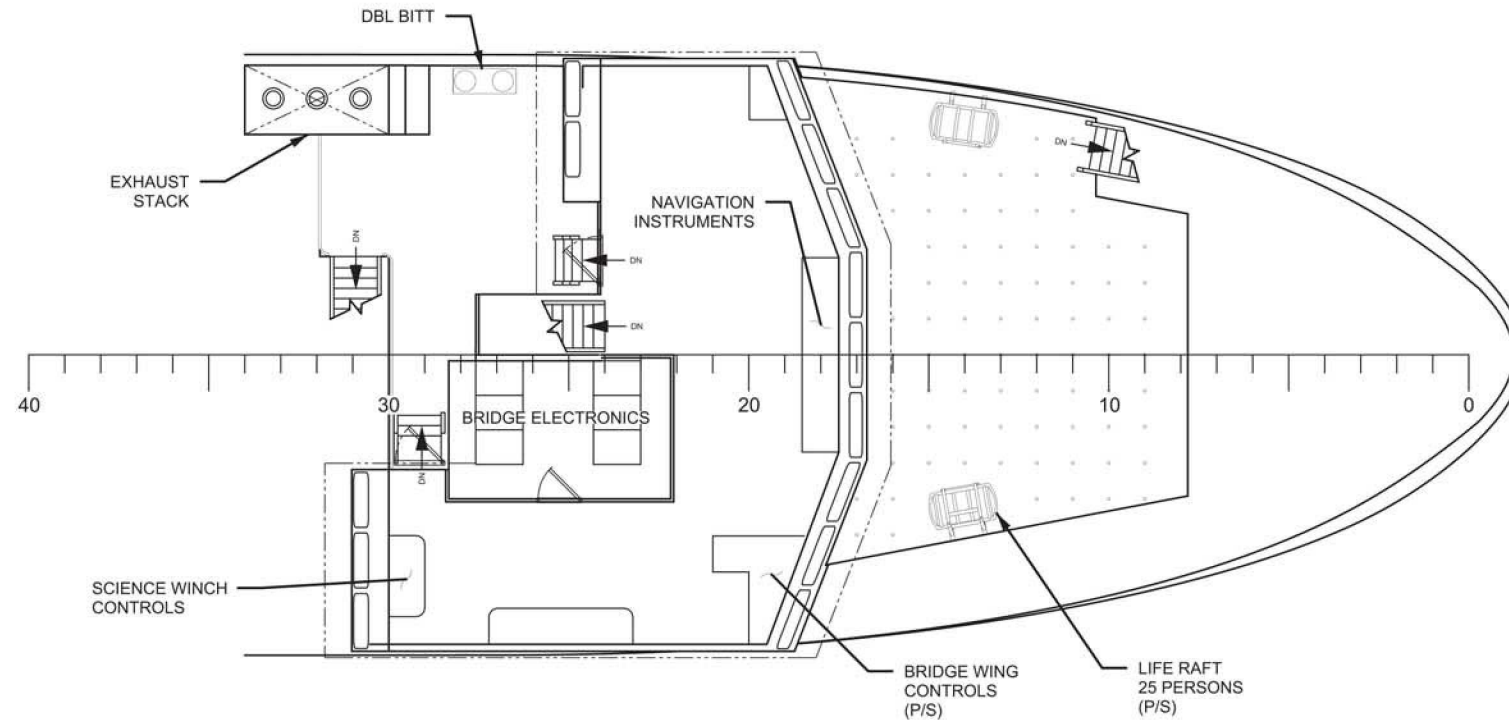 DBL BITT
EXHAUST
STACK
NAVIGATION
INSTRUMENTS
DN
DN
DN
DN
40
30
20
10
0
BRIDGE ELECTRONICS
DN
SCIENCE WINCH
CONTROLS
BRIDGE WING
CONTROLS
(P/S)
LIFE RAFT
25 PERSONS
(P/S)